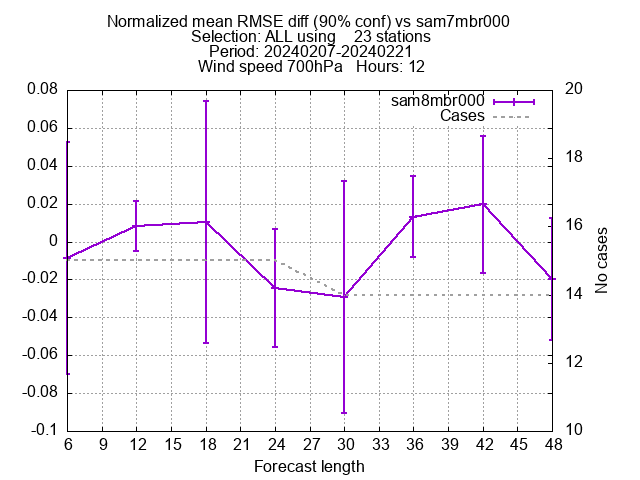 Normalized mean RMSE diff (90% conf) vs sam7mbr000
Selection: ALL using    23 stations
Period: 20240207-20240221
Wind speed 700hPa   Hours: 12
0.08
0.06
0.04
0.02
0
-0.02
-0.04
-0.06
-0.08
-0.1
sam8mbr000
Cases
20
18
16
14
12
10
No cases
6 9 12 15 18 21 24 27 30 33 36 39 42 45 48
Forecast length